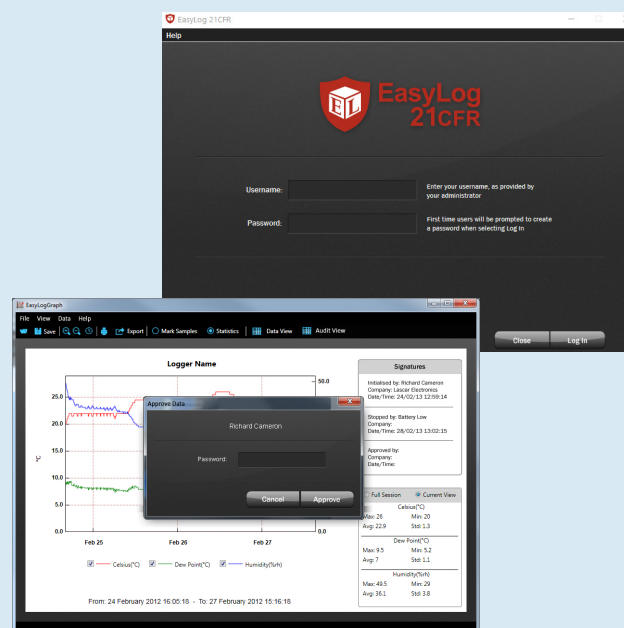 EasyLog 21CFR
Help
EL
EasyLog
21CFR
Username:
Enter your username, as provided by
your administrator
Password:
First time users will be prompted to create
a password when selecting Log In
Close
Log In
EasyLogGraph
File View Data Help
Save Export Mark Samples Statistics Data View Audit View
Logger Name
25.0
20.0
15.0
10.0
5.0
0.0
°C
50.0
0.0
Feb 25
Feb 26
Feb 27
Celsius(°C)
Dew Point(°C)
Humidity(%rh)
From: 24 February 2012 16:05:18 - To: 27 February 2012 15:16:18
Approve Data
Richard Cameron
Password:
Cancel
Approve
Signatures
Initialised by: Richard Cameron
Company: Lascar Electronics
Date/Time: 24/02/13 12:59:14
Stopped by: Battery Low
Company:
Date/Time: 28/02/13 13:02:15
Approved by:
Company:
Date/Time:
Full Session Current View
Celsius(°C)
Max: 26 Min: 20
Avg: 22.9 Std: 1.3
Dew Point(°C)
Max: 9.5 Min: 5.2
Avg: 7 Std: 1.1
Humidity(%rh)
Max: 49.5 Min: 29
Avg: 36.1 Std: 3.8